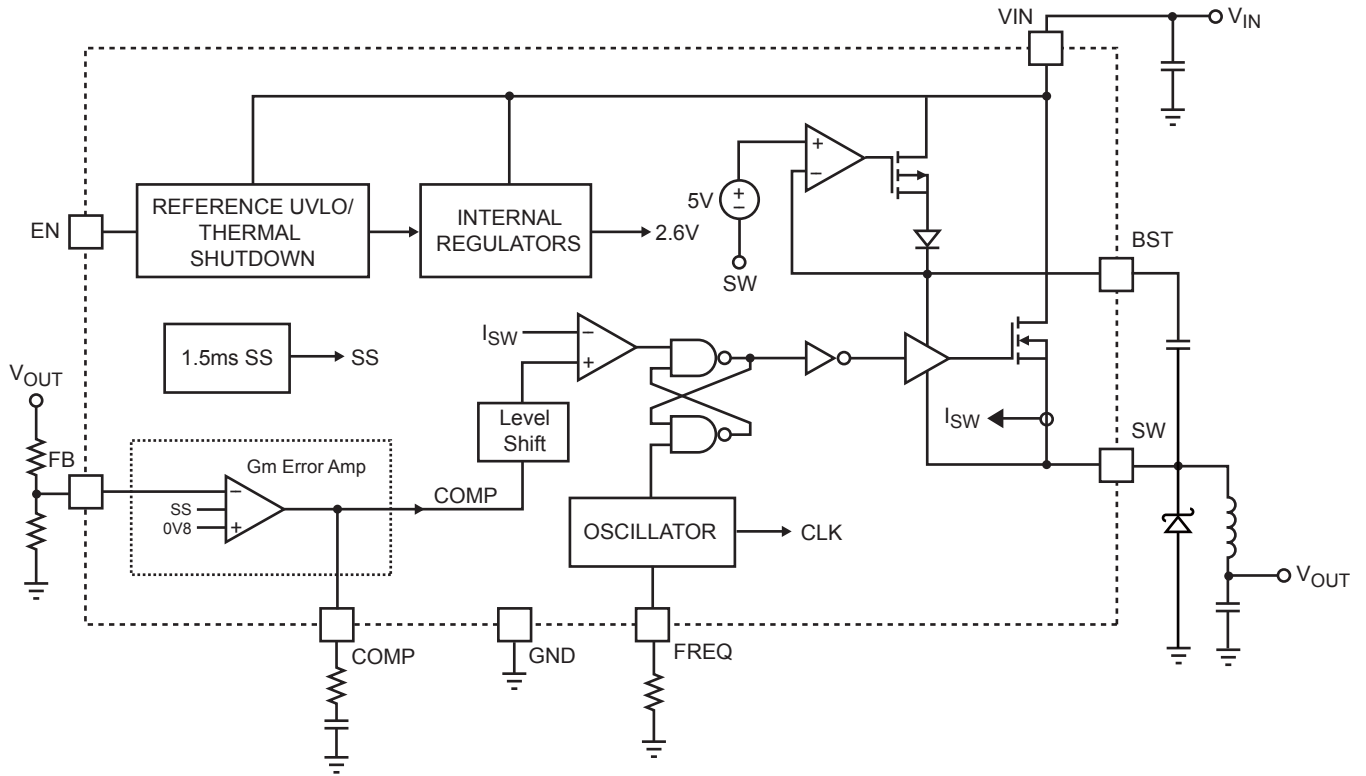 VIN
VIN
REFERENCE UVLO/
THERMAL
SHUTDOWN
INTERNAL
REGULATORS
2.6V
EN
5V
+
−
SW
+
−
BST
1.5ms SS
SS
ISW
−
+
Level
Shift
ISW
SW
VOUT
FB
Gm Error Amp
−
SS
0V8
+
COMP
OSCILLATOR
CLK
VOUT
COMP
GND
FREQ